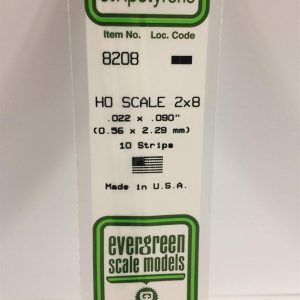 Item No. Loc. Code
8208
HO SCALE 2x8
.022 x .090"
(0.56 x 2.29 mm)
10 Strips
Made in U.S.A.
evergreen
scale models